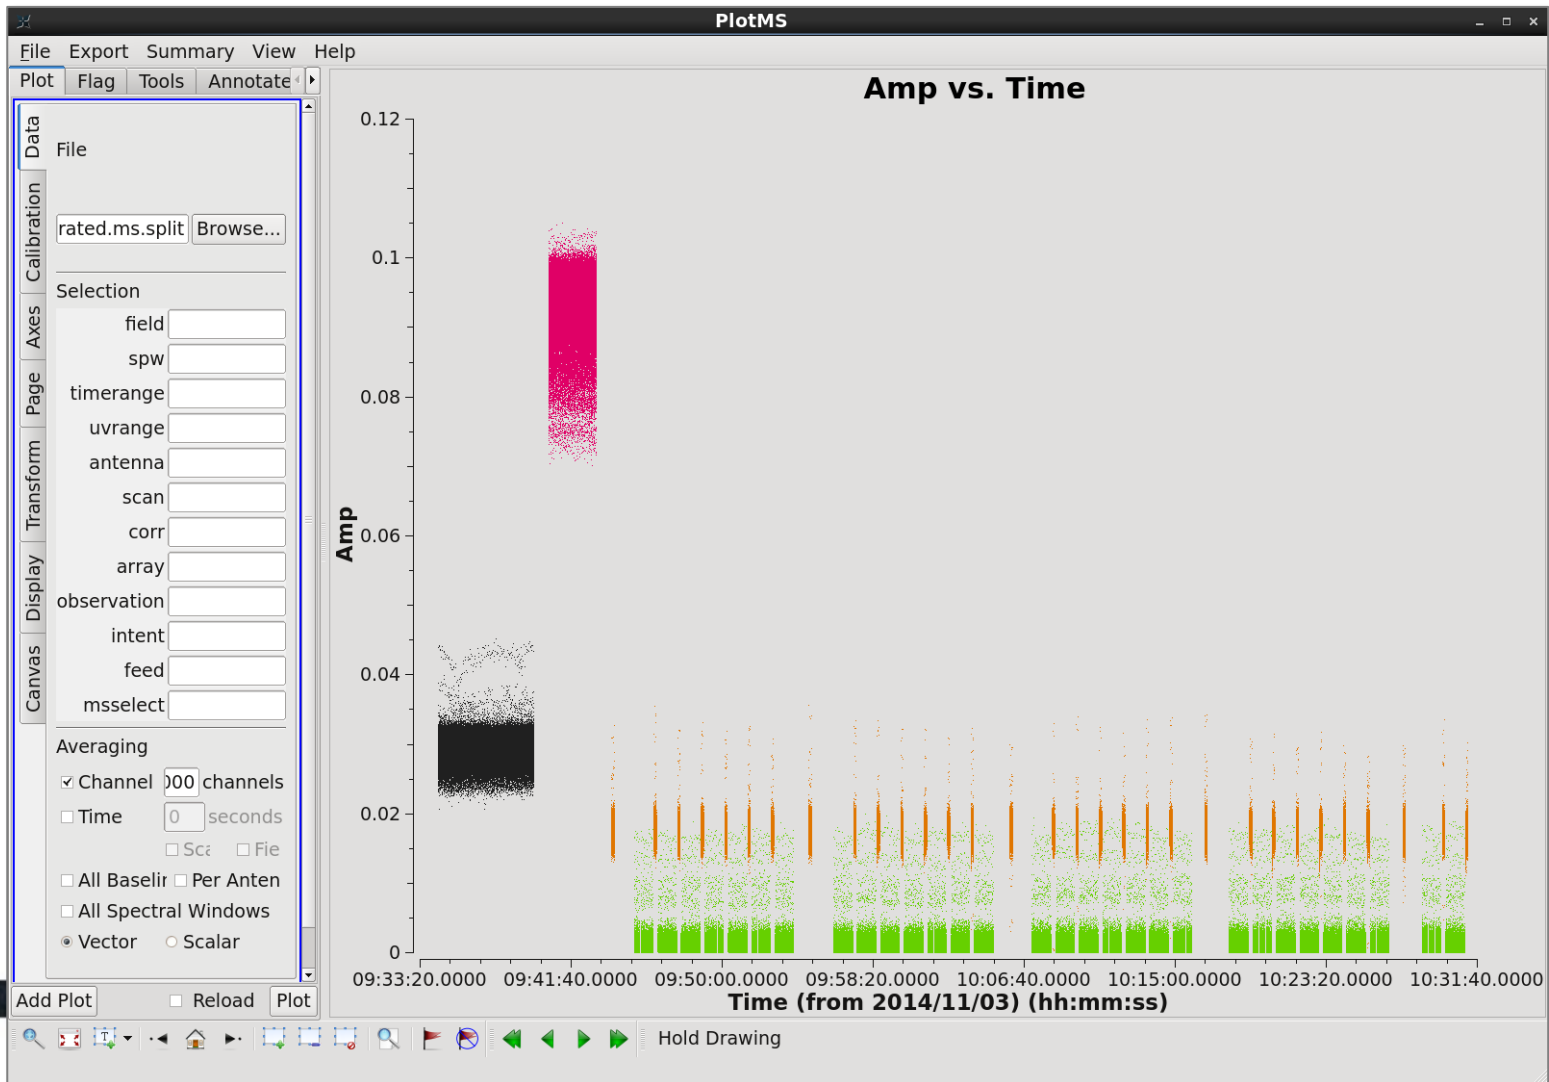 PlotMS
File Export Summary View Help
Plot Flag Tools Annotate
Data
Calibration
Axes
Page
Transform
Display
Canvas
File
rated.ms.split Browse...
Selection
field
spw
timerange
uvrange
antenna
scan
corr
array
observation
intent
feed
msselect
Averaging
Channel 000 channels
Time 0 seconds
Sca Fie
All Baselin Per Anten
All Spectral Windows
Vector Scalar
Add Plot Reload Plot
Amp vs. Time
Amp
0.12
0.1
0.08
0.06
0.04
0.02
0
09:33:20.0000 09:41:40.0000 09:50:00.0000 09:58:20.0000 10:06:40.0000 10:15:00.0000 10:23:20.0000 10:31:40.0000
Time (from 2014/11/03) (hh:mm:ss)
T
Hold Drawing